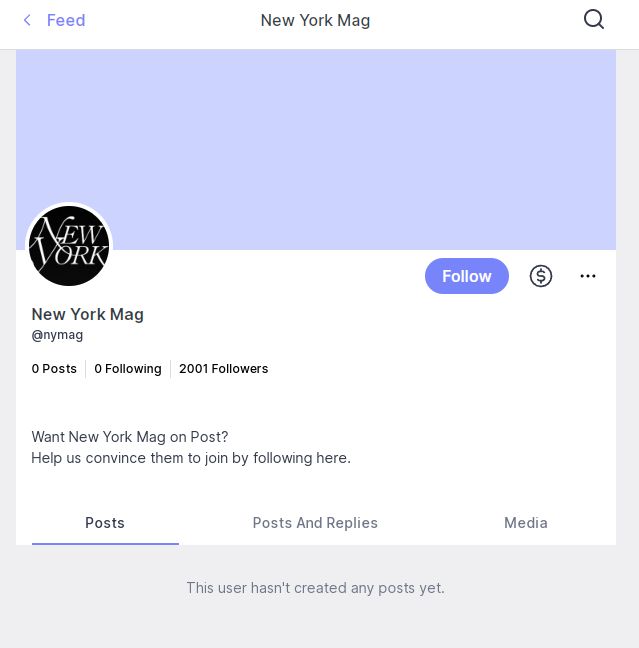 Feed
New York Mag
NEW
YORK
Follow
New York Mag
@nymag
0 Posts
0 Following
2001 Followers
Want New York Mag on Post?
Help us convince them to join by following here.
Posts
Posts And Replies
Media
This user hasn't created any posts yet.